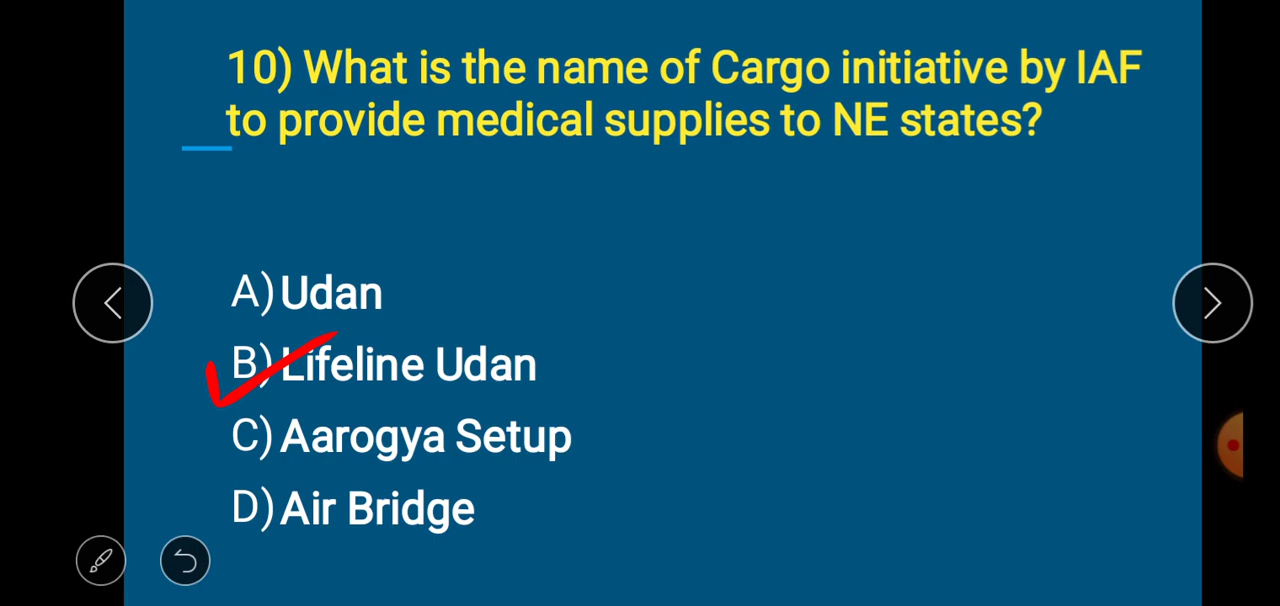 10) What is the name of Cargo initiative by IAF
to provide medical supplies to NE states?
A) Udan
B) Lifeline Udan
C) Aarogya Setup
D) Air Bridge